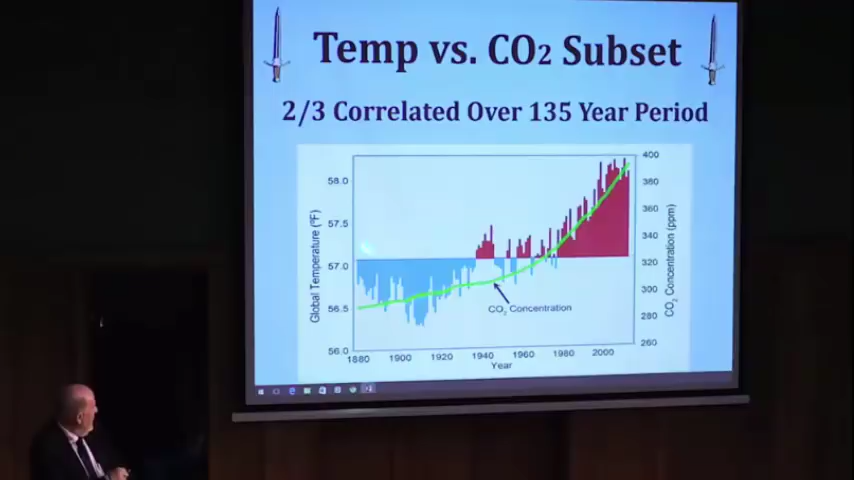 Temp vs. CO2 Subset
2/3 Correlated Over 135 Year Period
58.0
57.5
57.0
56.5
56.0
Global Temperature (°F)
400
380
360
340
320
300
280
260
CO2 Concentration (ppm)
CO2 Concentration
1880 1900 1920 1940 1960 1980 2000
Year